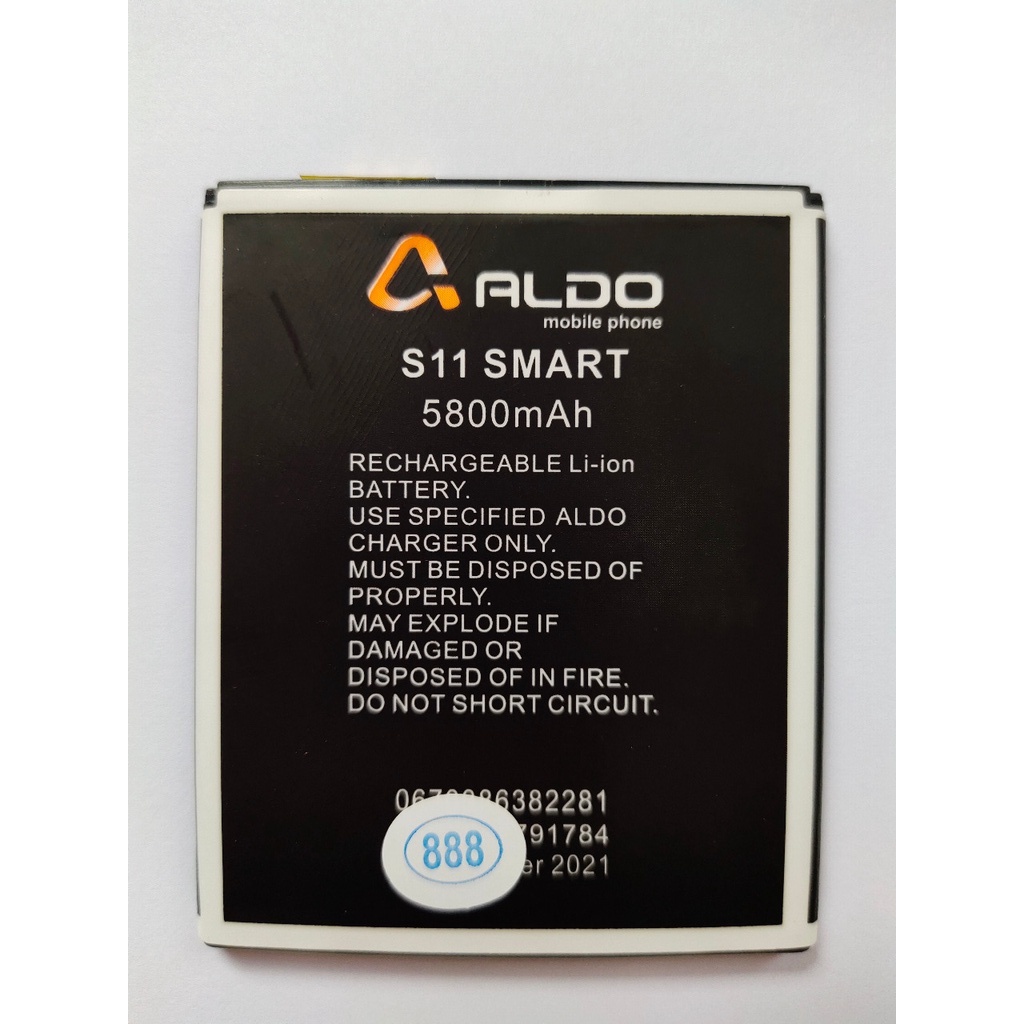 ALDO
mobile phone
S11 SMART
5800mAh
RECHARGEABLE Li-ion
BATTERY.
USE SPECIFIED ALDO
CHARGER ONLY.
MUST BE DISPOSED OF
PROPERLY.
MAY EXPLODE IF
DAMAGED OR
DISPOSED OF IN FIRE.
DO NOT SHORT CIRCUIT.
888
2021